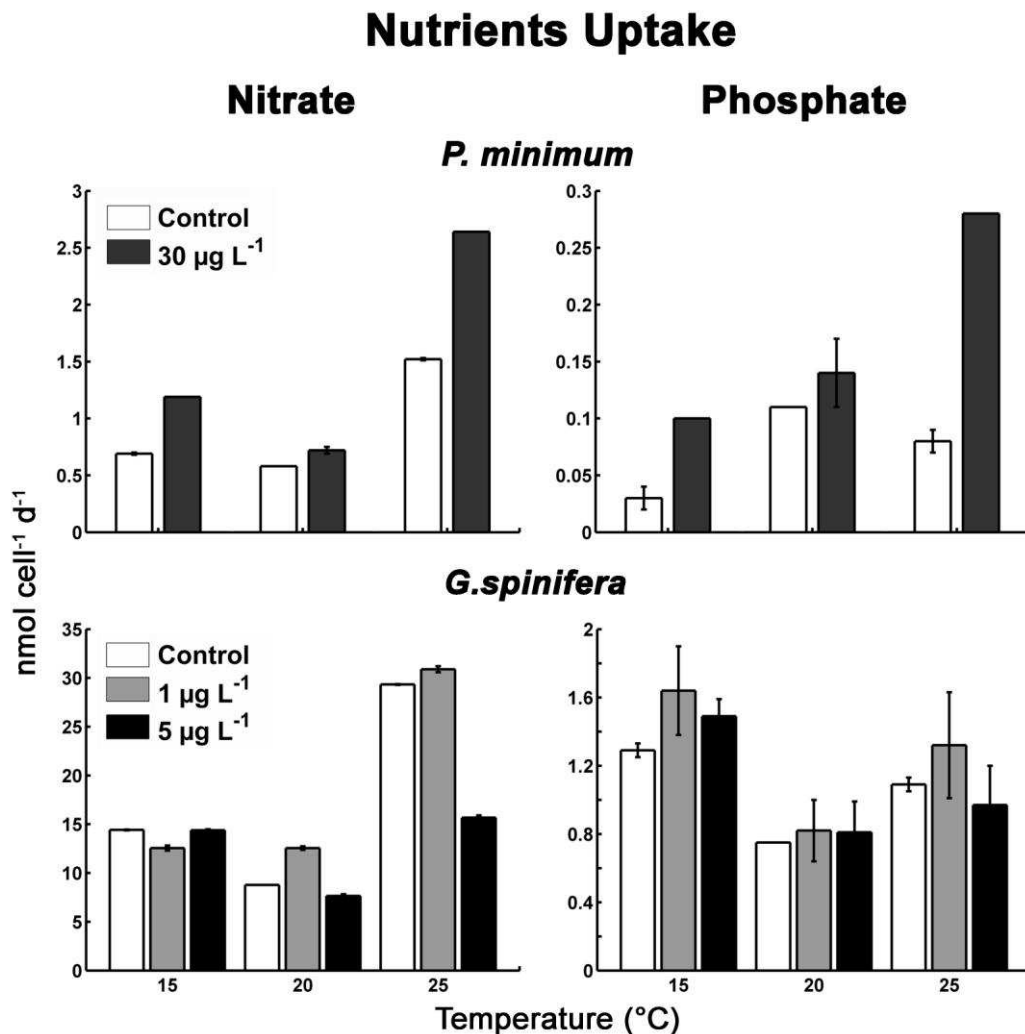 Nutrients Uptake
Nitrate
Phosphate
P. minimum
3
2.5
2
1.5
1
0.5
0
Control
30 µg L⁻¹
0.3
0.25
0.2
0.15
0.1
0.05
0
nmol cell⁻¹ d⁻¹
G.spinifera
35
30
25
20
15
10
5
0
Control
1 µg L⁻¹
5 µg L⁻¹
15
20
25
2
1.6
1.2
0.8
0.4
0
15
20
25
Temperature (°C)